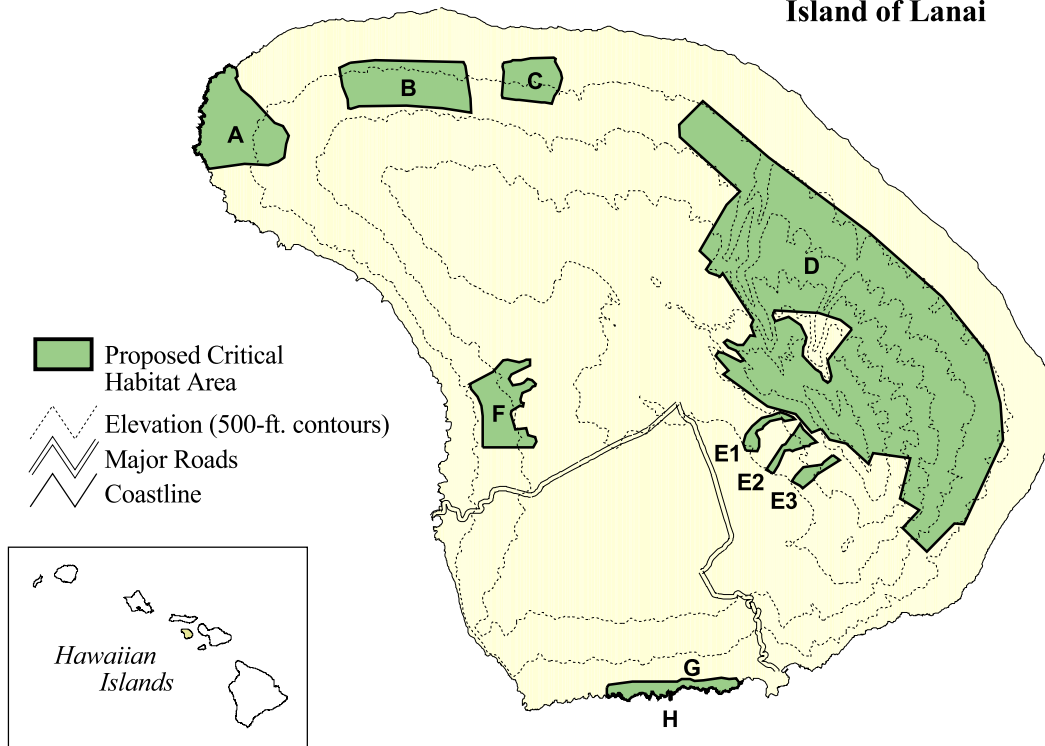 Island of Lanai
A
B
C
D
E1
E2
E3
F
G
H
Proposed Critical
Habitat Area
Elevation (500-ft. contours)
Major Roads
Coastline
Hawaiian
Islands